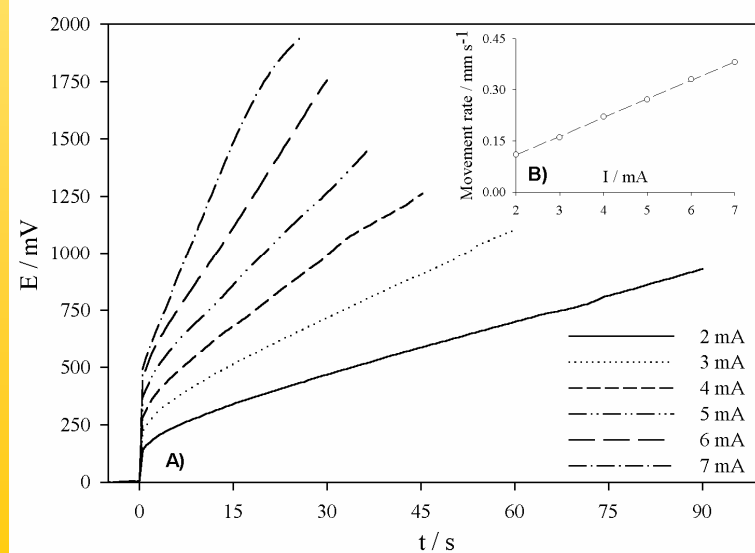 E / mV
2000
1750
1500
1250
1000
750
500
250
0
0 15 30 45 60 75 90
t / s
A)
2 mA
3 mA
4 mA
5 mA
6 mA
7 mA
Movement rate / mm s-1
0.45
0.30
0.15
0.00
2 3 4 5 6 7
B)
I / mA